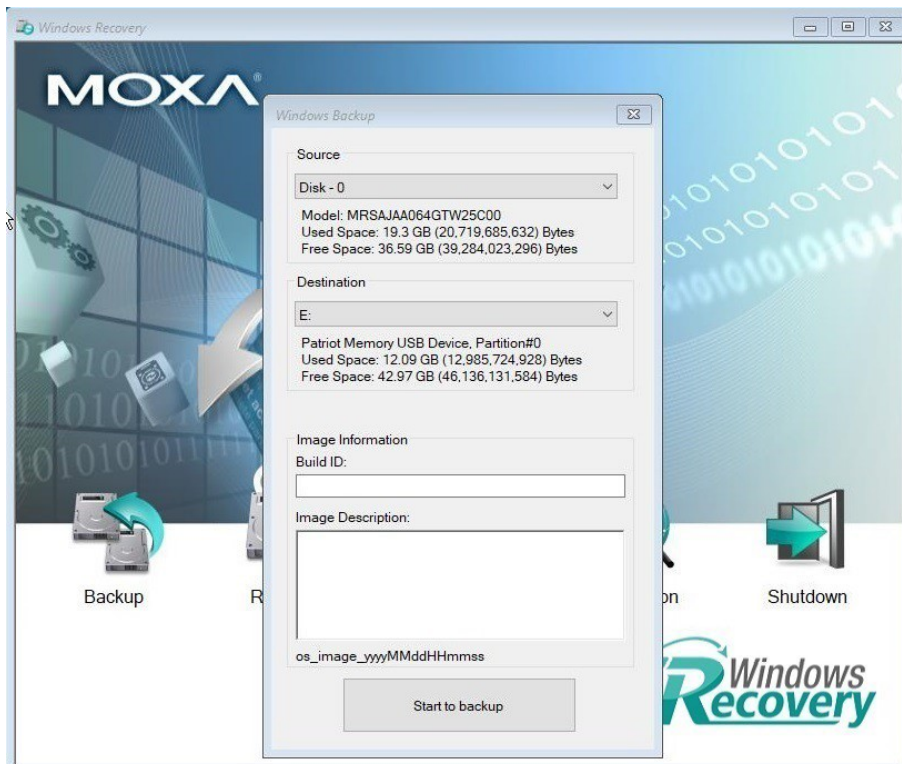 Windows Recovery
MOXA®
Windows Backup
Source
Disk - 0
Model: MRSAJAA064GTW25C00
Used Space: 19.3 GB (20,719,685,632) Bytes
Free Space: 36.59 GB (39,284,023,296) Bytes
Destination
E:
Patriot Memory USB Device, Partition#0
Used Space: 12.09 GB (12,985,724,928) Bytes
Free Space: 42.97 GB (46,136,131,584) Bytes
Image Information
Build ID:
Image Description:
os_image_yyyyMMddHHmmss
Start to backup
Backup
R
on
Shutdown
Windows
Recovery